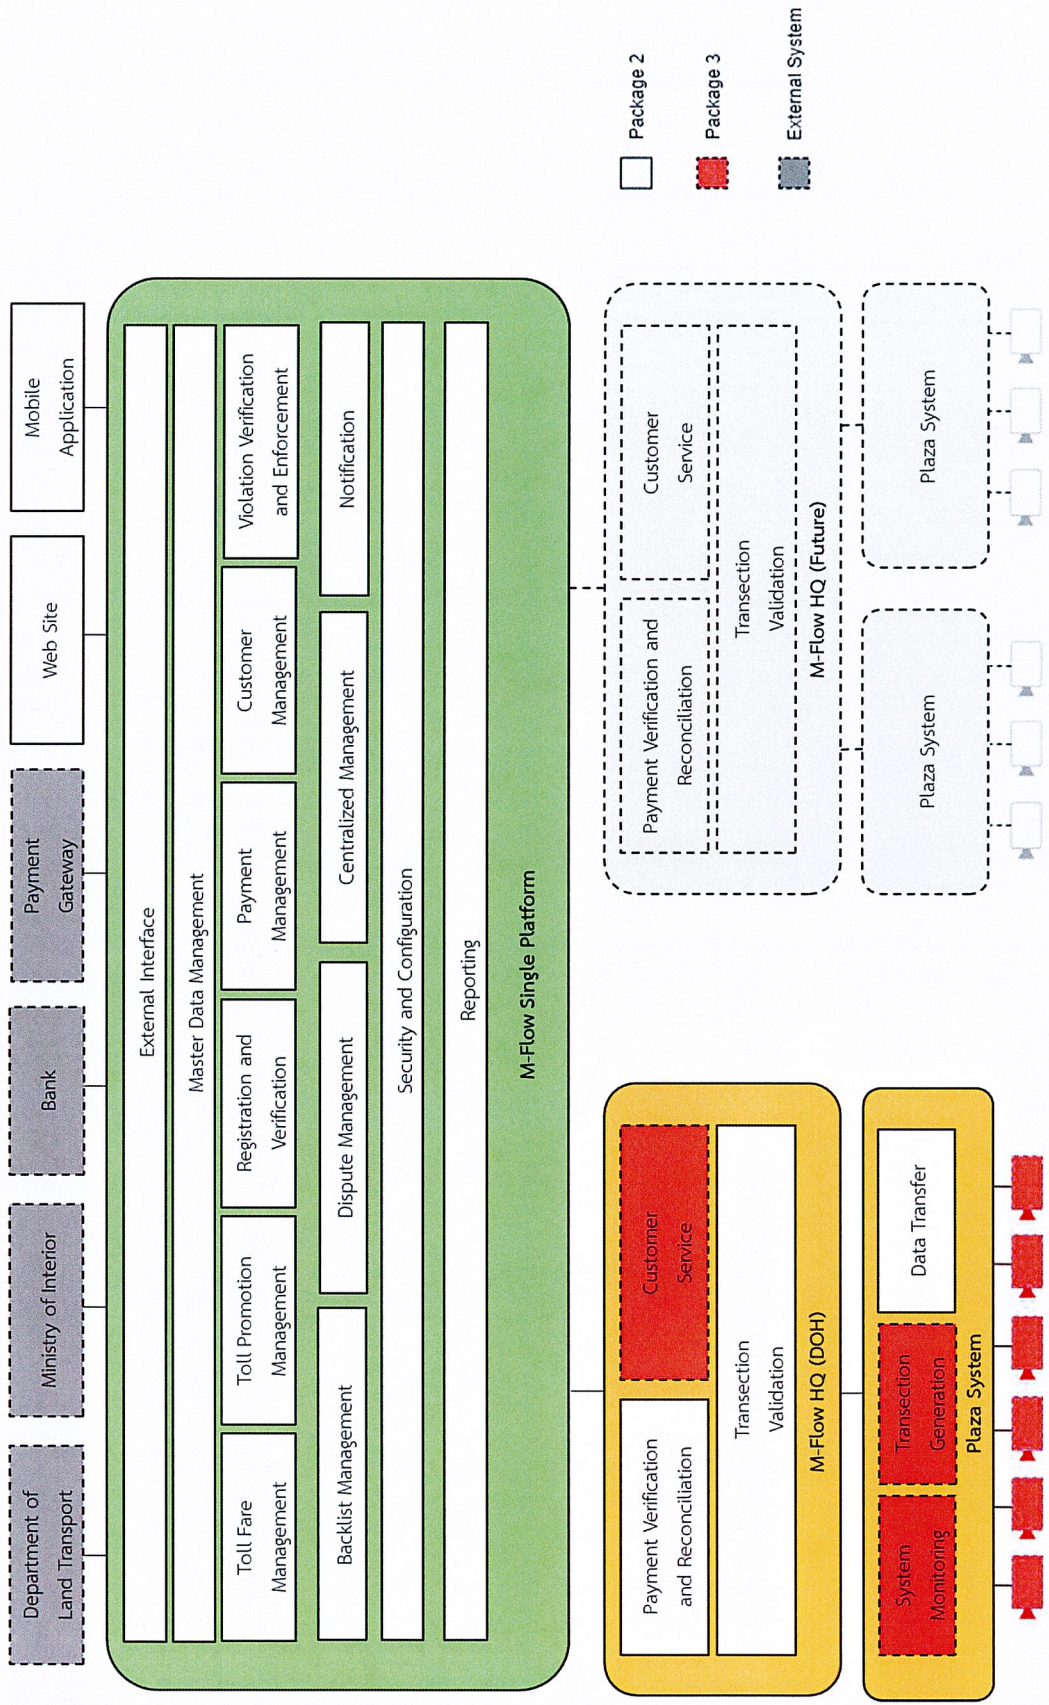 Department of
Land Transport
Ministry of Interior
Bank
Payment
Gateway
Web Site
Mobile
Application
External Interface
Master Data Management
Toll Fare
Management
Toll Promotion
Management
Registration and
Verification
Payment
Management
Customer
Management
Violation Verification
and Enforcement
Backlist Management
Dispute Management
Centralized Management
Notification
Security and Configuration
Reporting
M-Flow Single Platform
Payment Verification
and Reconciliation
Customer
Service
Transection
Validation
M-Flow HQ (DOH)
System
Monitoring
Transection
Generation
Data Transfer
Plaza System
Payment Verification and
Reconciliation
Customer
Service
Transection
Validation
M-Flow HQ (Future)
Plaza System
Plaza System
Package 2
Package 3
External System